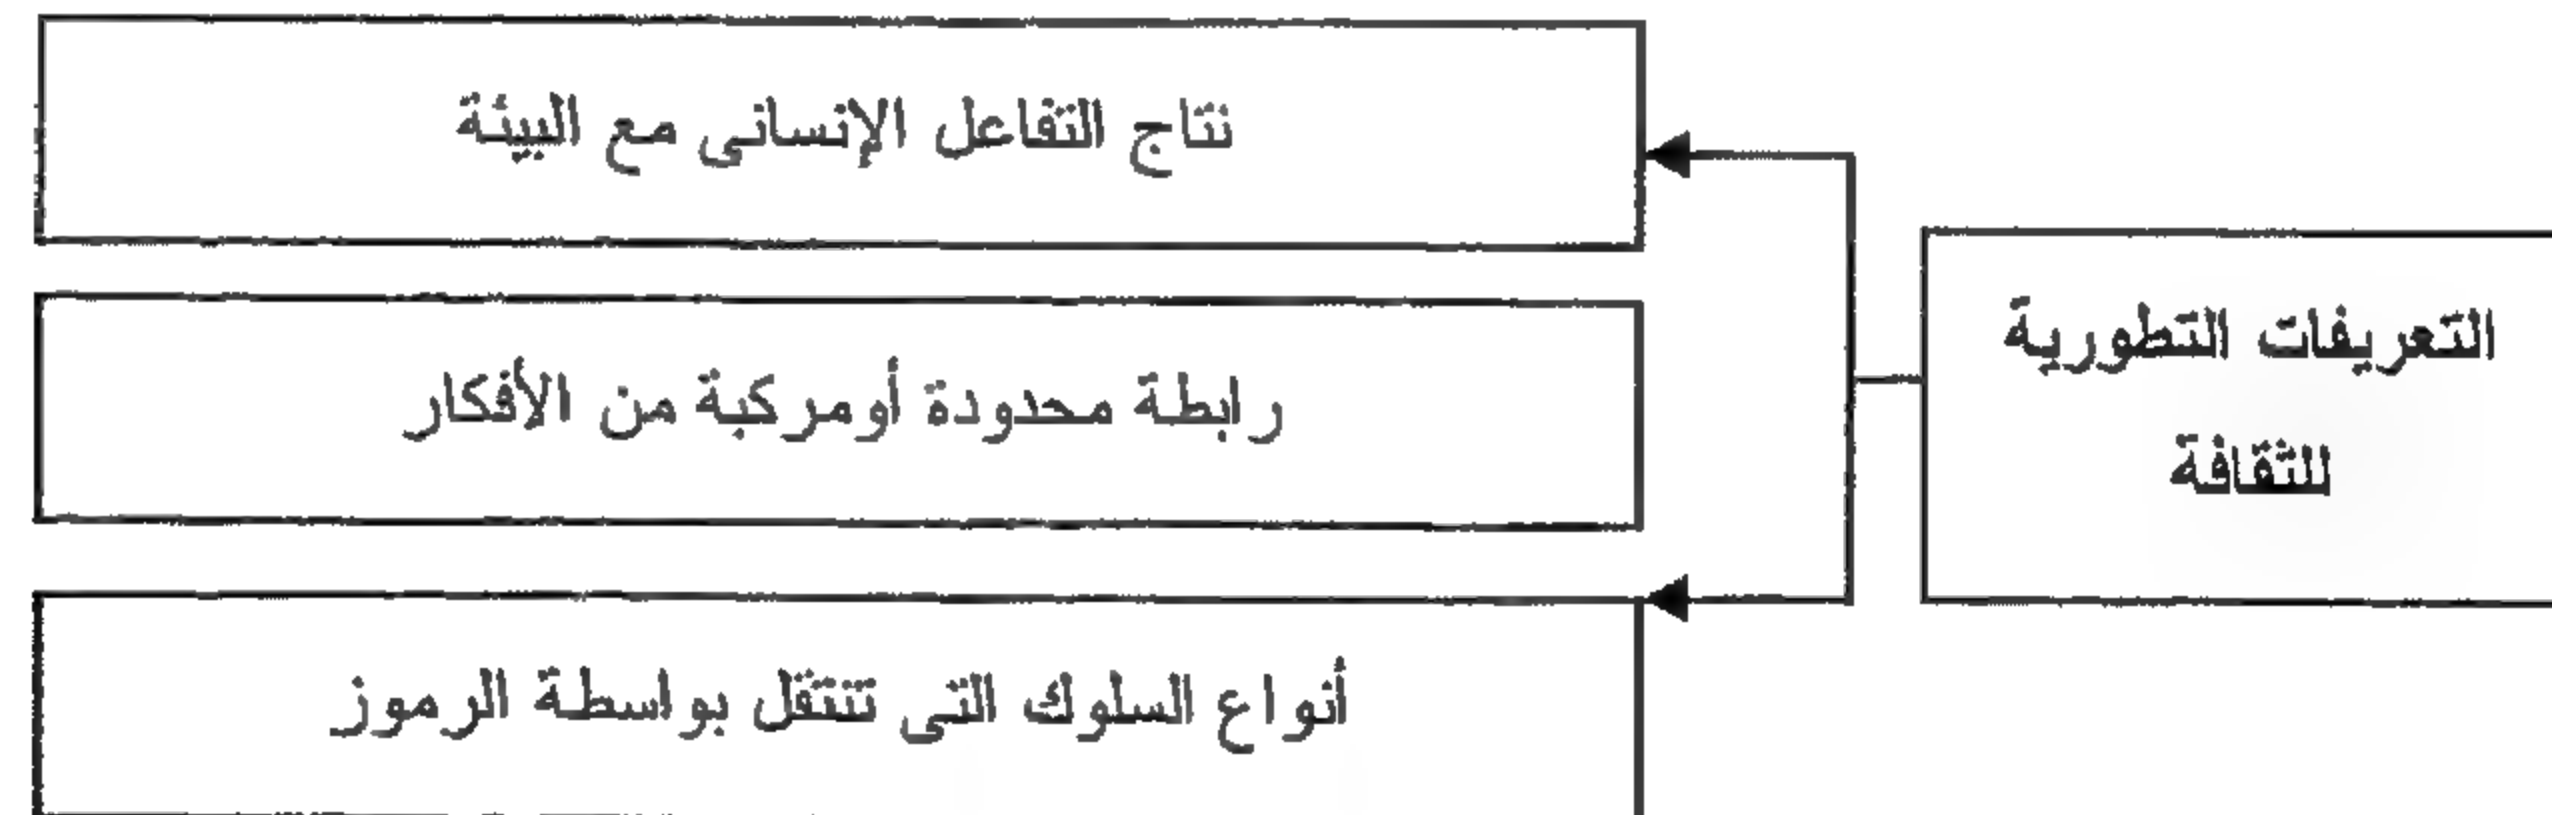 التعريفات التطورية
للثقافة
نتاج التفاعل الإنسانى مع البيئة
رابطة محدودة أومركبة من الأفكار
أنواع السلوك التى تنتقل بواسطة الرموز